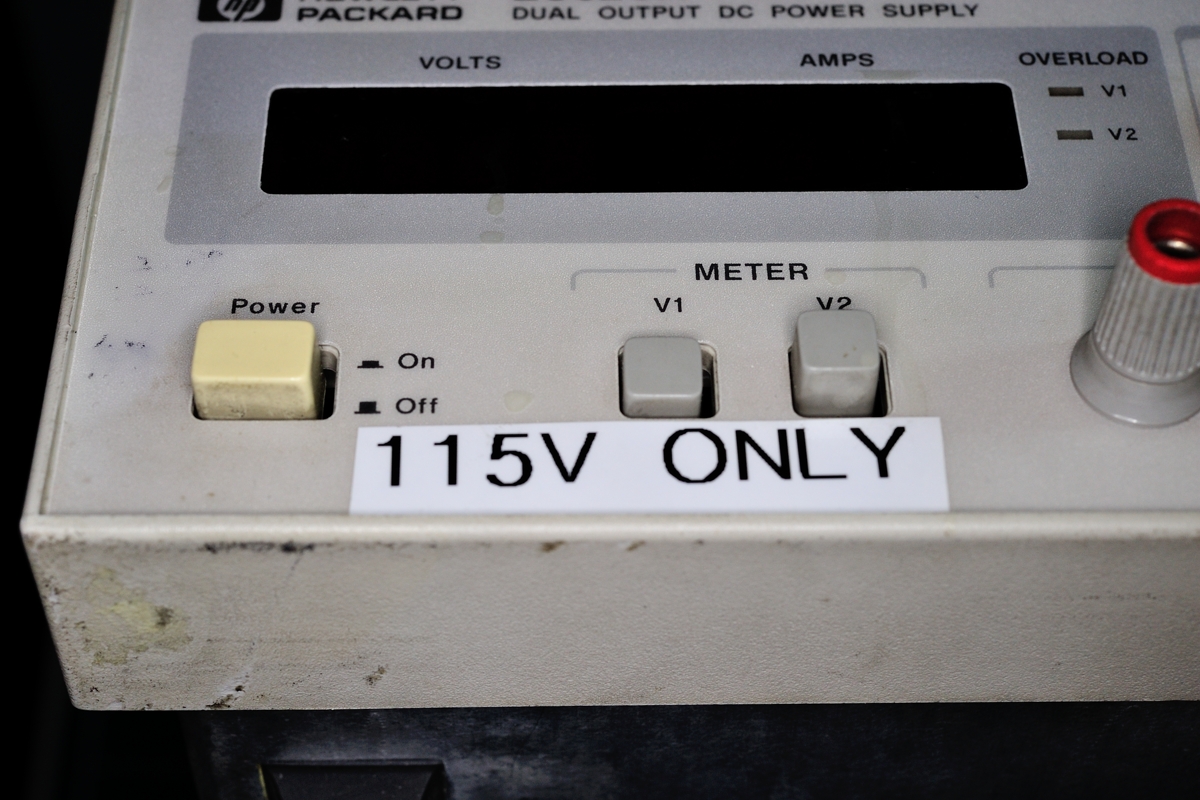 hp
PACKARD
DUAL OUTPUT DC POWER SUPPLY
VOLTS AMPS OVERLOAD
V1
V2
METER
Power V1 V2
On
Off
115V ONLY